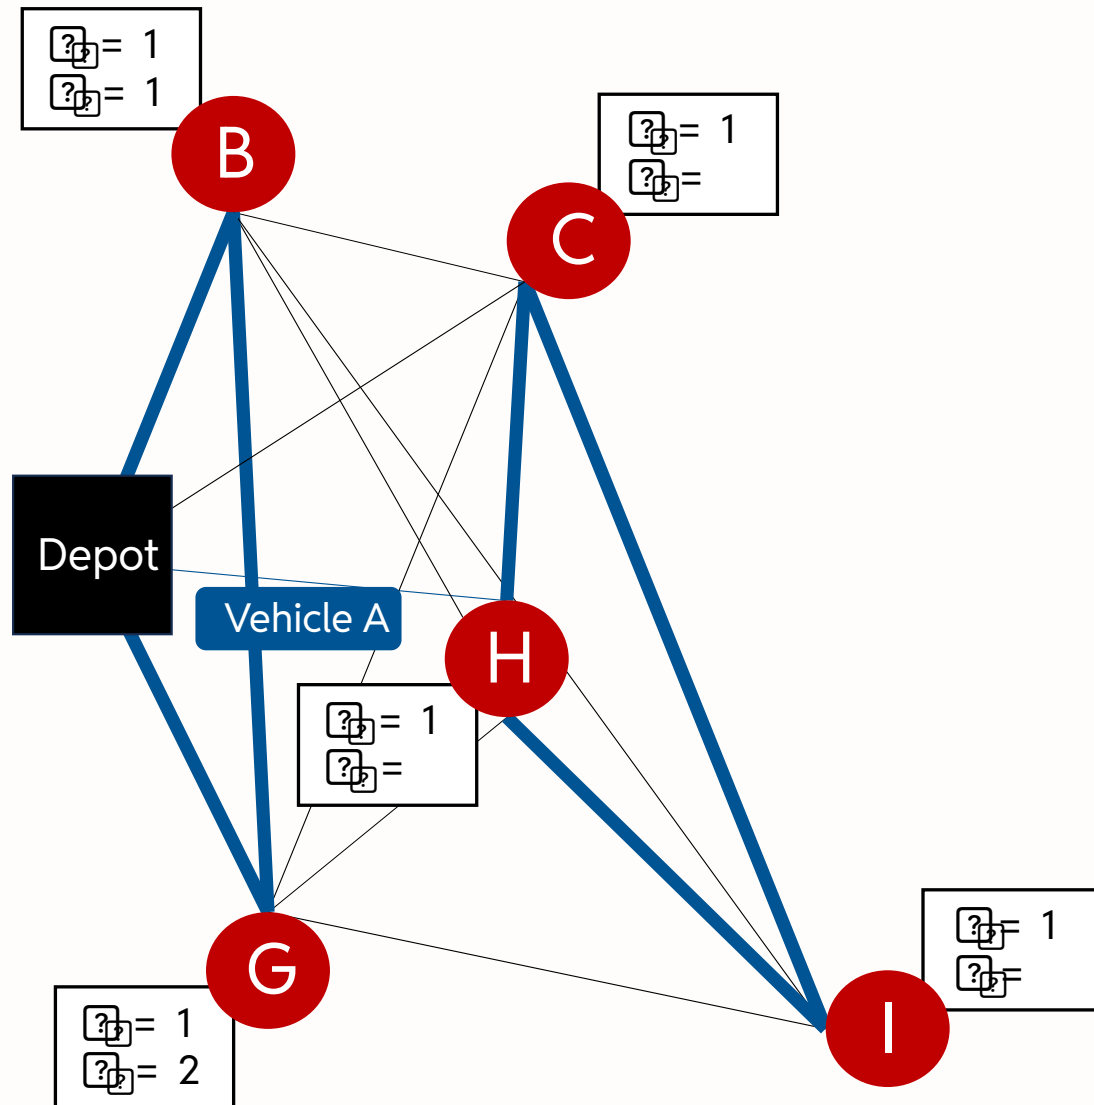 = 1
= 1
B
= 1
=
C
Depot
Vehicle A
H
= 1
=
= 1
=
G
I
= 1
= 2